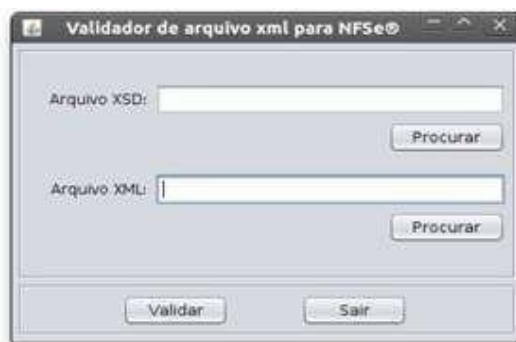 Validador de arquivo xml para NFSe®
Arquivo XSD:
Procurar
Arquivo XML:
Procurar
Validar Sair